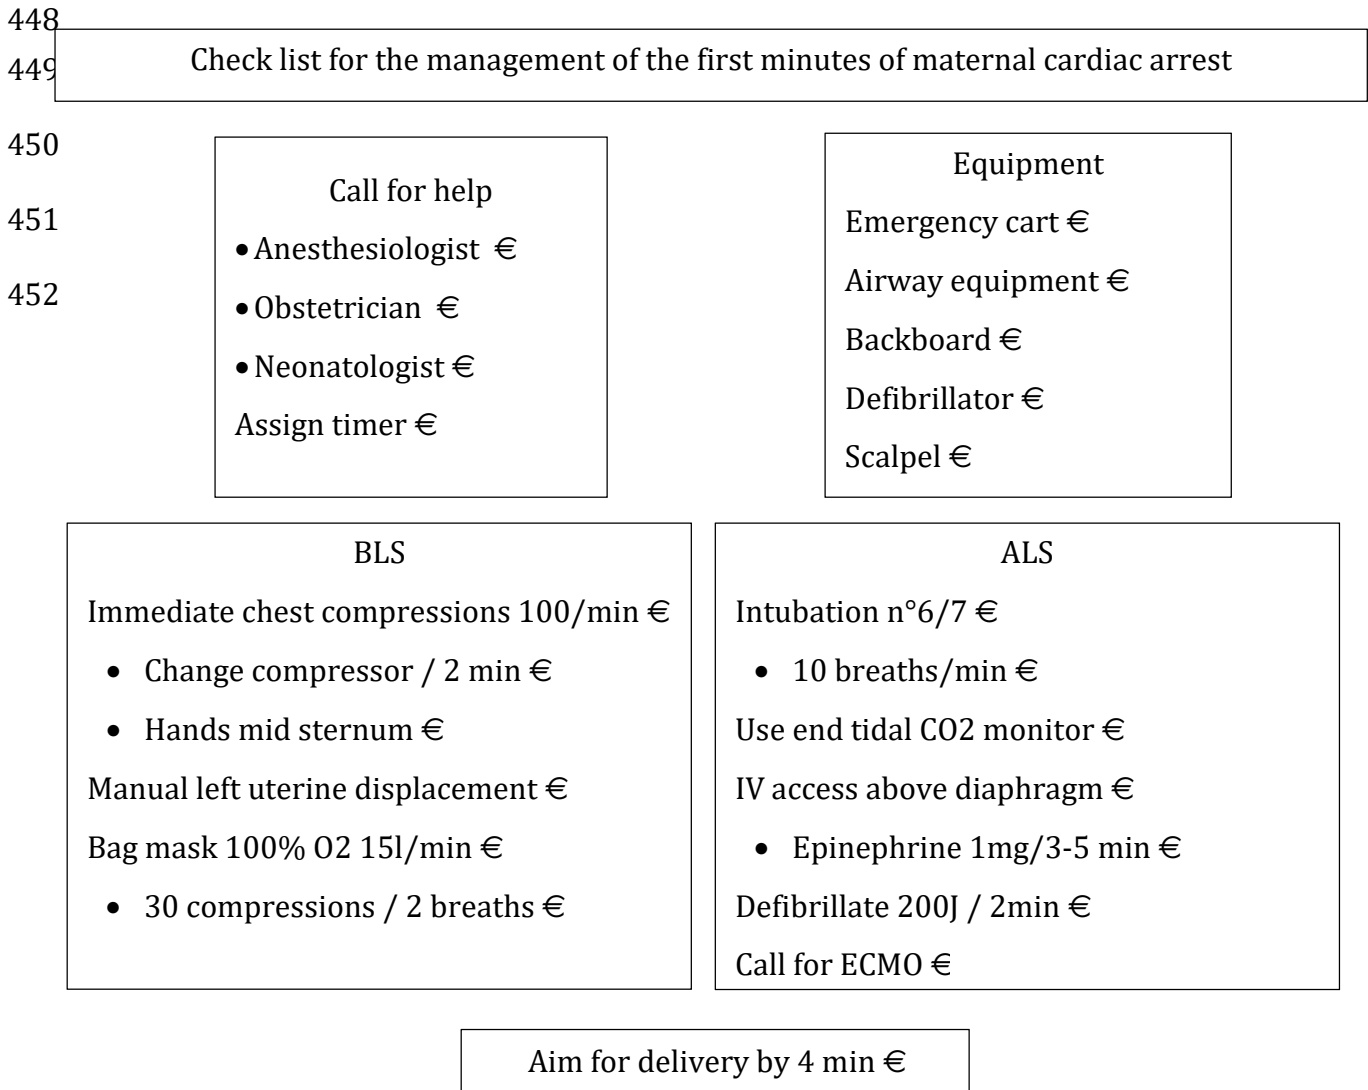 448
449
Check list for the management of the first minutes of maternal cardiac arrest
450
451
452
Call for help
• Anesthesiologist €
• Obstetrician €
• Neonatologist €
Assign timer €
Equipment
Emergency cart €
Airway equipment €
Backboard €
Defibrillator €
Scalpel €
BLS
Immediate chest compressions 100/min €
• Change compressor / 2 min €
• Hands mid sternum €
Manual left uterine displacement €
Bag mask 100% O2 15l/min €
• 30 compressions / 2 breaths €
ALS
Intubation n°6/7 €
• 10 breaths/min €
Use end tidal CO2 monitor €
IV access above diaphragm €
• Epinephrine 1mg/3-5 min €
Defibrillate 200J / 2min €
Call for ECMO €
Aim for delivery by 4 min €